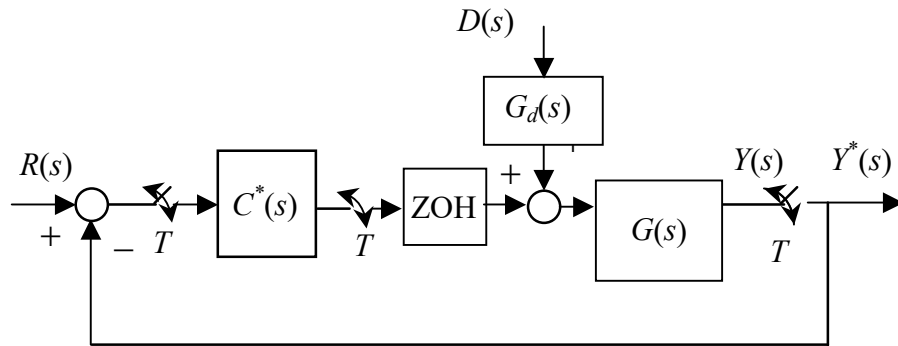 D(s)
G_d(s)
R(s)
+
−
T
C*(s)
T
ZOH
+
G(s)
Y(s)
T
Y*(s)